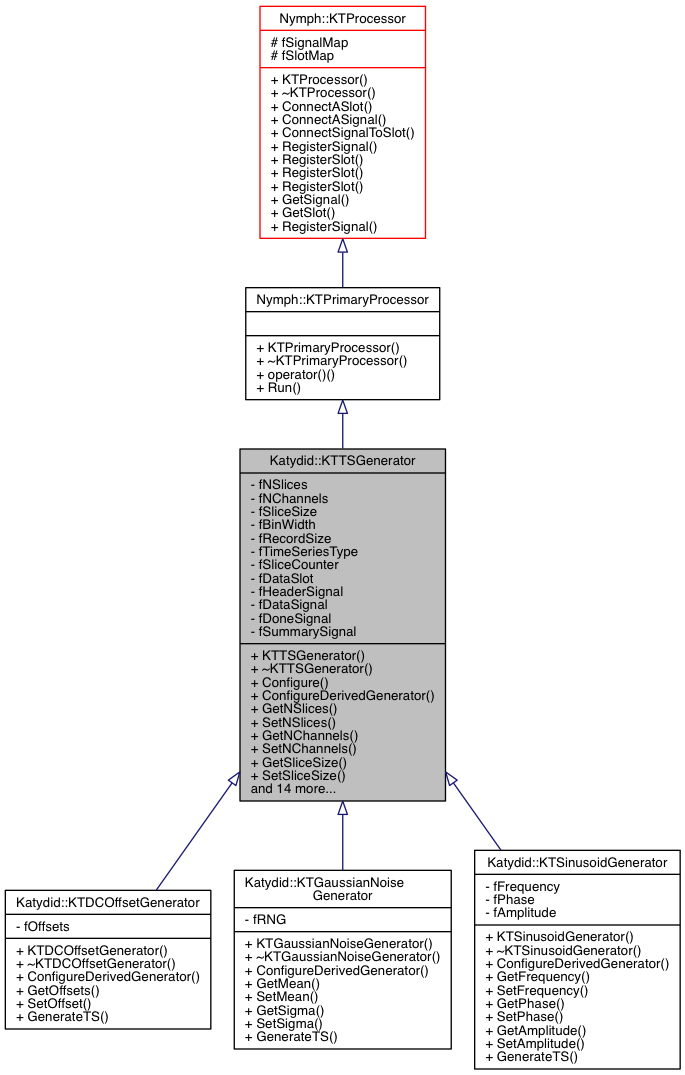 Nymph::KTProcessor
# fSignalMap
# fSlotMap
+ KTProcessor()
+ ~KTProcessor()
+ ConnectASlot()
+ ConnectASignal()
+ ConnectSignalToSlot()
+ RegisterSignal()
+ RegisterSlot()
+ RegisterSlot()
+ RegisterSlot()
+ GetSignal()
+ GetSlot()
+ RegisterSignal()
Nymph::KTPrimaryProcessor
+ KTPrimaryProcessor()
+ ~KTPrimaryProcessor()
+ operator()()
+ Run()
Katydid::KTTSGenerator
- fNSlices
- fNChannels
- fSliceSize
- fBinWidth
- fRecordSize
- fTimeSeriesType
- fSliceCounter
- fDataSlot
- fHeaderSignal
- fDataSignal
- fDoneSignal
- fSummarySignal
+ KTTSGenerator()
+ ~KTTSGenerator()
+ Configure()
+ ConfigureDerivedGenerator()
+ GetNSlices()
+ SetNSlices()
+ GetNChannels()
+ SetNChannels()
+ GetSliceSize()
+ SetSliceSize()
and 14 more...
Katydid::KTDCOffsetGenerator
- fOffsets
+ KTDCOffsetGenerator()
+ ~KTDCOffsetGenerator()
+ ConfigureDerivedGenerator()
+ GetOffsets()
+ SetOffset()
+ GenerateTS()
Katydid::KTGaussianNoise
Generator
- fRNG
+ KTGaussianNoiseGenerator()
+ ~KTGaussianNoiseGenerator()
+ ConfigureDerivedGenerator()
+ GetMean()
+ SetMean()
+ GetSigma()
+ SetSigma()
+ GenerateTS()
Katydid::KTSinusoidGenerator
- fFrequency
- fPhase
- fAmplitude
+ KTSinusoidGenerator()
+ ~KTSinusoidGenerator()
+ ConfigureDerivedGenerator()
+ GetFrequency()
+ SetFrequency()
+ GetPhase()
+ SetPhase()
+ GetAmplitude()
+ SetAmplitude()
+ GenerateTS()